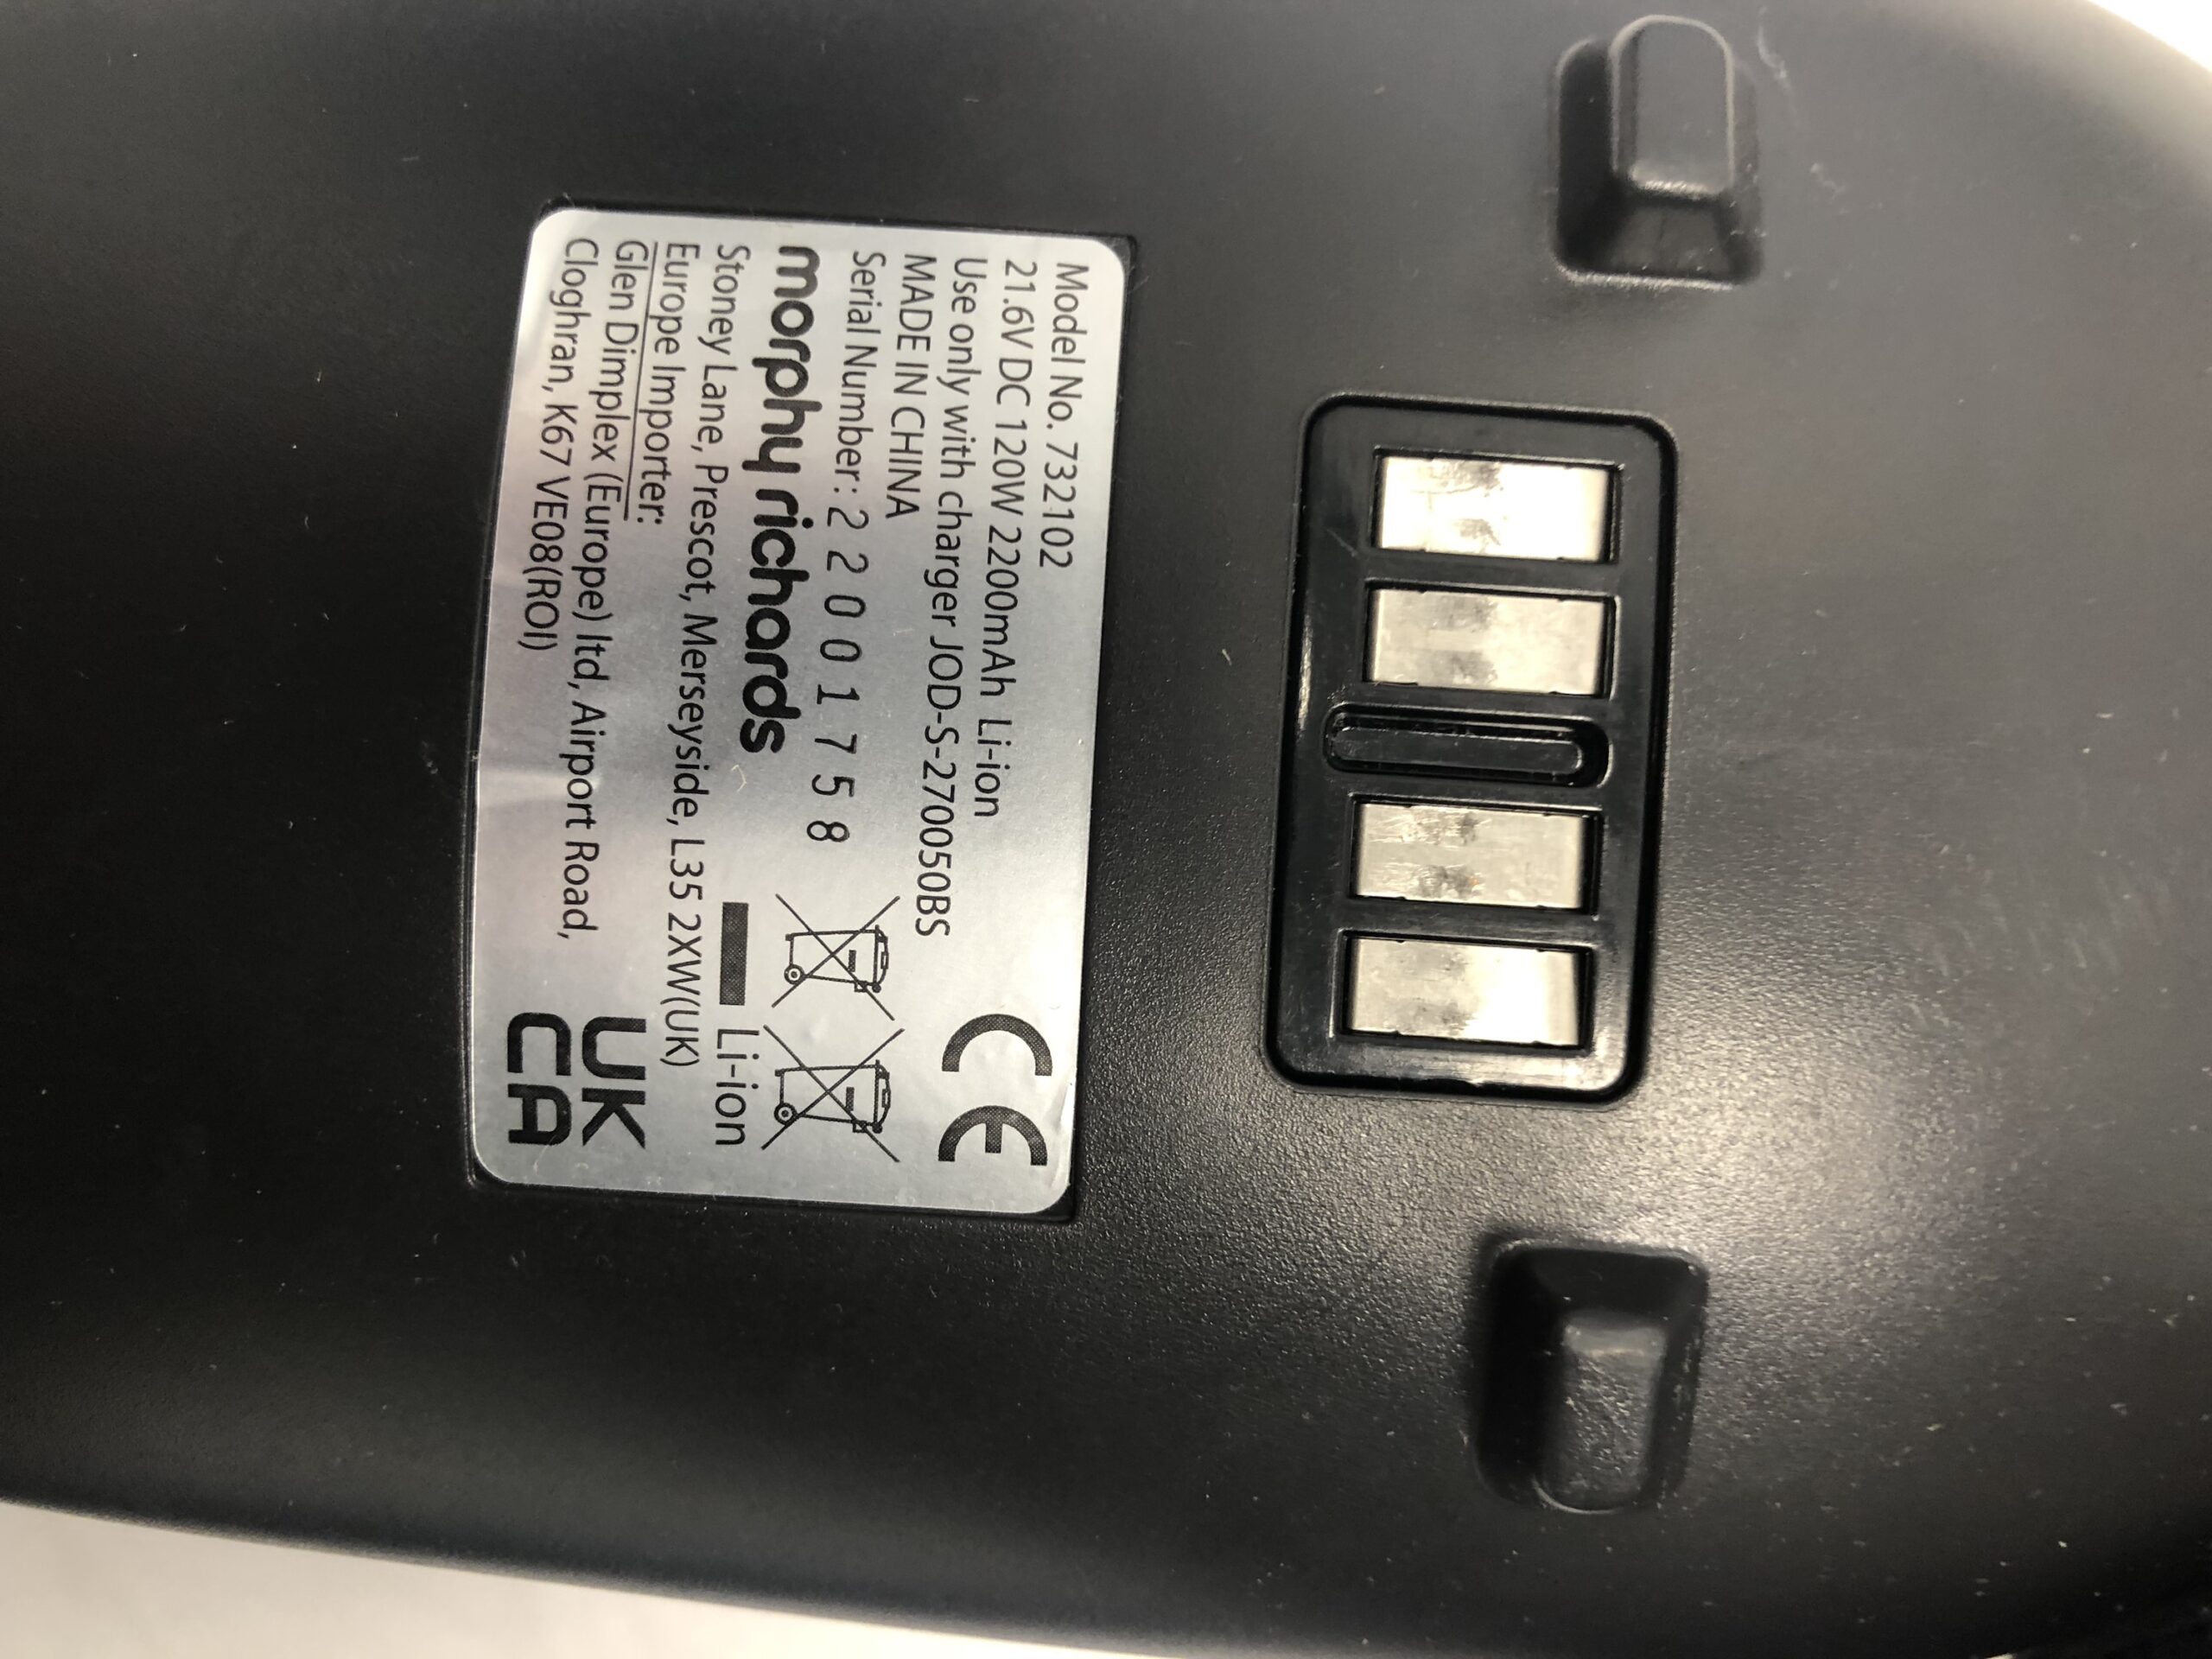 Model No. 732102
21.6V DC 120W 2200mAh Li-ion
Use only with charger JOD-S-270050BS
MADE IN CHINA
Serial Number: 2 2 0 0 1 7 5 8
morphy richards
Li-ion
Stoney Lane, Prescot, Merseyside, L35 2XW(UK)
Europe Importer:
Glen Dimplex (Europe) ltd, Airport Road,
Cloghran, K67 VE08(ROI)
CE
UK
CA